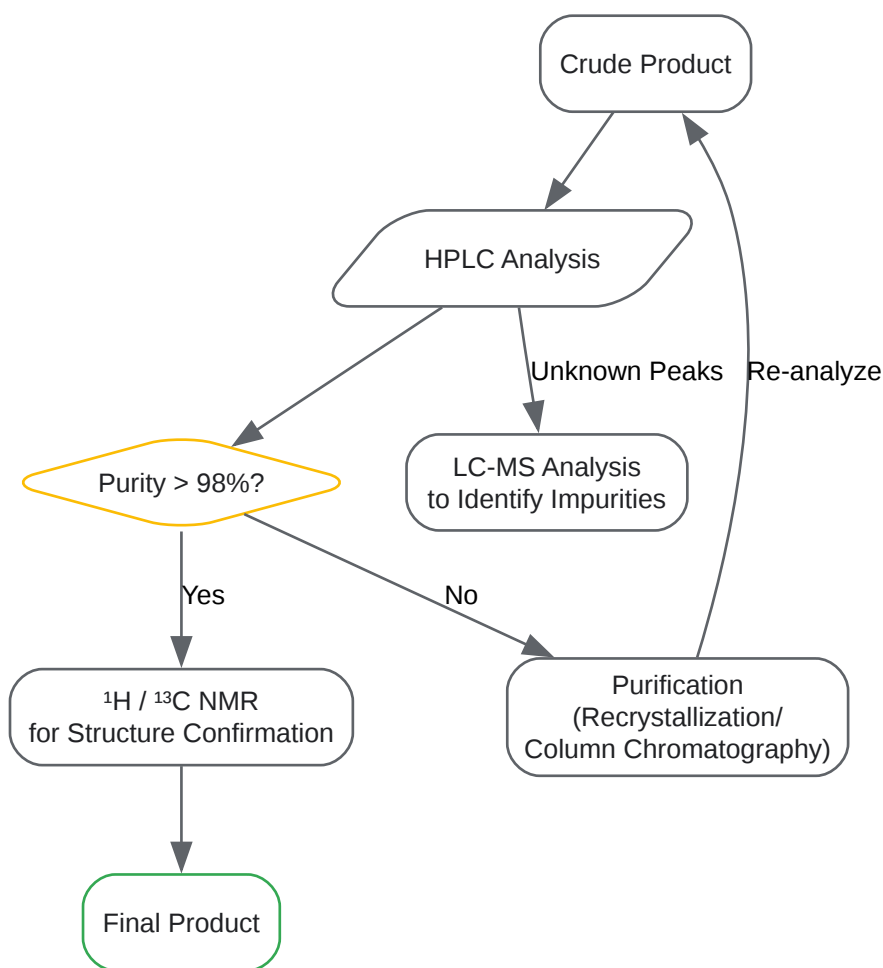 Crude Product
HPLC Analysis
Unknown Peaks
Re-analyze
Purity > 98%?
LC-MS Analysis
to Identify Impurities
Yes
No
¹H / ¹³C NMR
for Structure Confirmation
Purification
(Recrystallization/
Column Chromatography)
Final Product